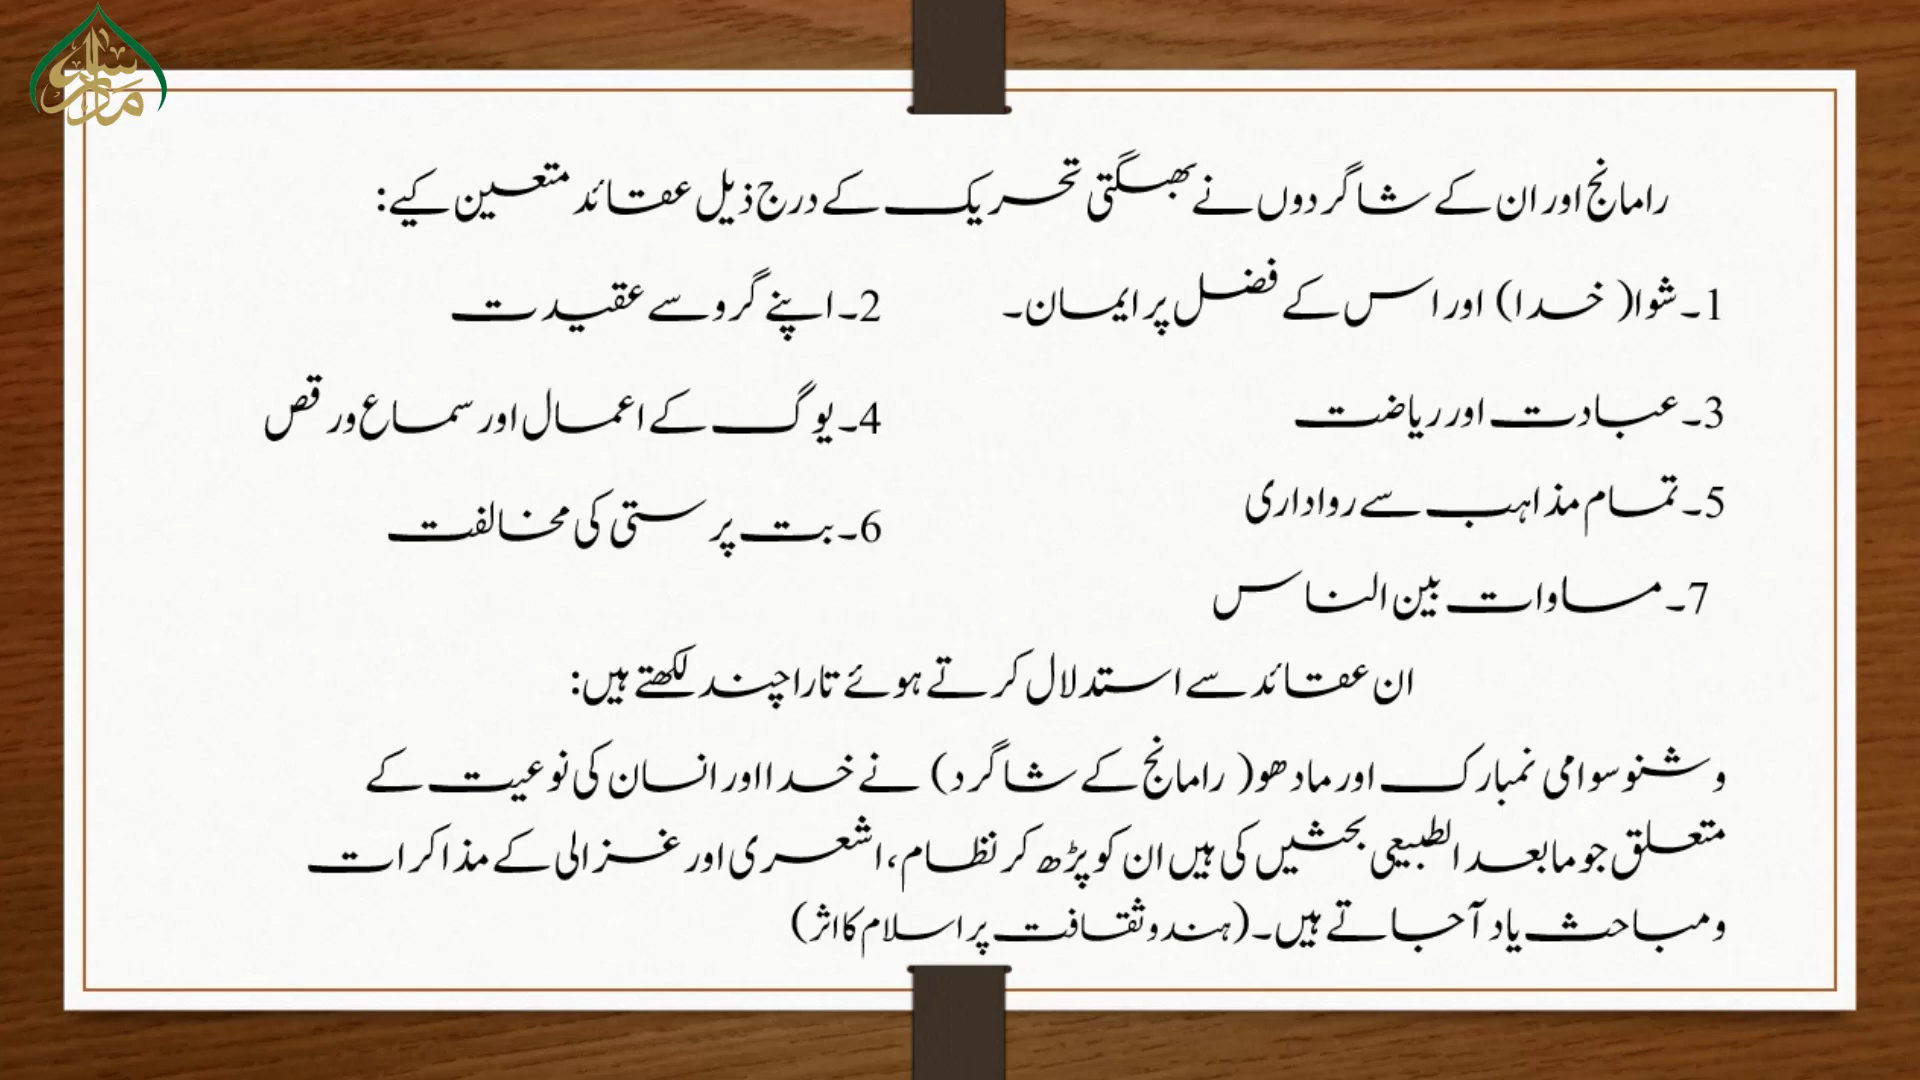 رامانج اور ان کے شاگردوں نے بھگتی تحریک کے درج ذیل عقائد متعین کیے:
1۔شوا( خدا) اور اس کے فضل پر ایمان۔
2۔اپنے گرو سے عقیدت
3۔عبادت اور ریاضت
4۔یوگ کے اعمال اور سماع ورقص
5۔تمام مذاہب سے رواداری
6۔بت پرستی کی مخالفت
7۔مساوات بین الناس
ان عقائد سے استدلال کرتے ہوئے تاراچند لکھتے ہیں:
وشنوسوامی نمبارک اور مادھو( رامانج کے شاگرد) نے خدا اور انسان کی نوعیت کے
متعلق جو مابعد الطبیعی بحثیں کی ہیں ان کو پڑھ کر نظام،اشعری اور غزالی کے مذاکرات
ومباحث یاد آجاتے ہیں۔(ہندوثقافت پر اسلام کا اثر)